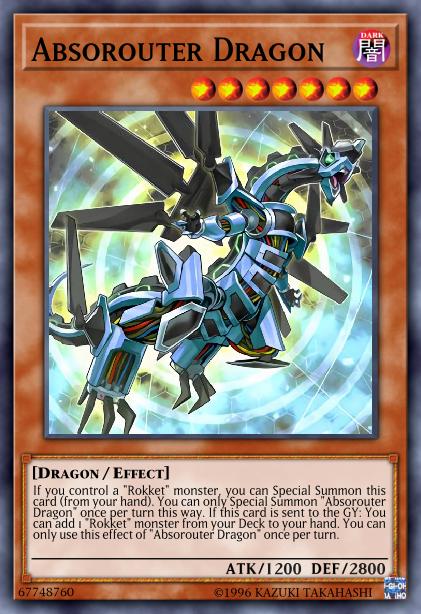 ABSOROUTER DRAGON
DARK
闇
[DRAGON / EFFECT]
If you control a "Rokket" monster, you can Special Summon this
card (from your hand). You can only Special Summon "Absorouter
Dragon" once per turn this way. If this card is sent to the GY: You
can add 1 "Rokket" monster from your Deck to your hand. You can
only use this effect of "Absorouter Dragon" once per turn.
ATK/1200 DEF/2800
67748760
©1996 KAZUKI TAKAHASHI